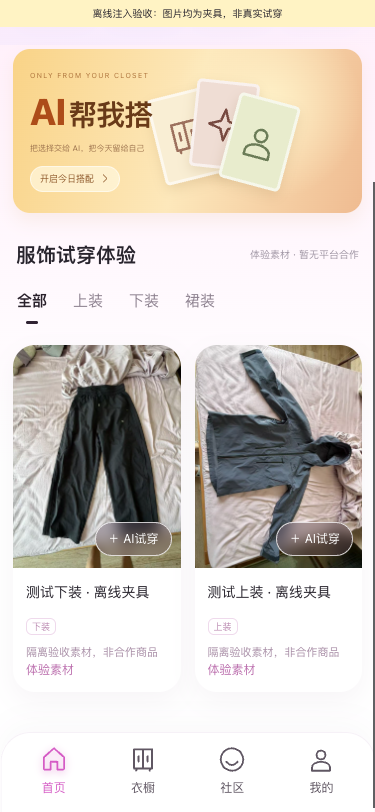 离线注入验收：图片均为夹具，非真实试穿
ONLY FROM YOUR CLOSET
AI帮我搭
把选择交给 AI，把今天留给自己
开启今日搭配
服饰试穿体验
体验素材 · 暂无平台合作
全部 上装 下装 裙装
＋ AI试穿 ＋ AI试穿
测试下装 · 离线夹具
下装
隔离验收素材，非合作商品
体验素材
测试上装 · 离线夹具
上装
隔离验收素材，非合作商品
体验素材
首页 衣橱 社区 我的